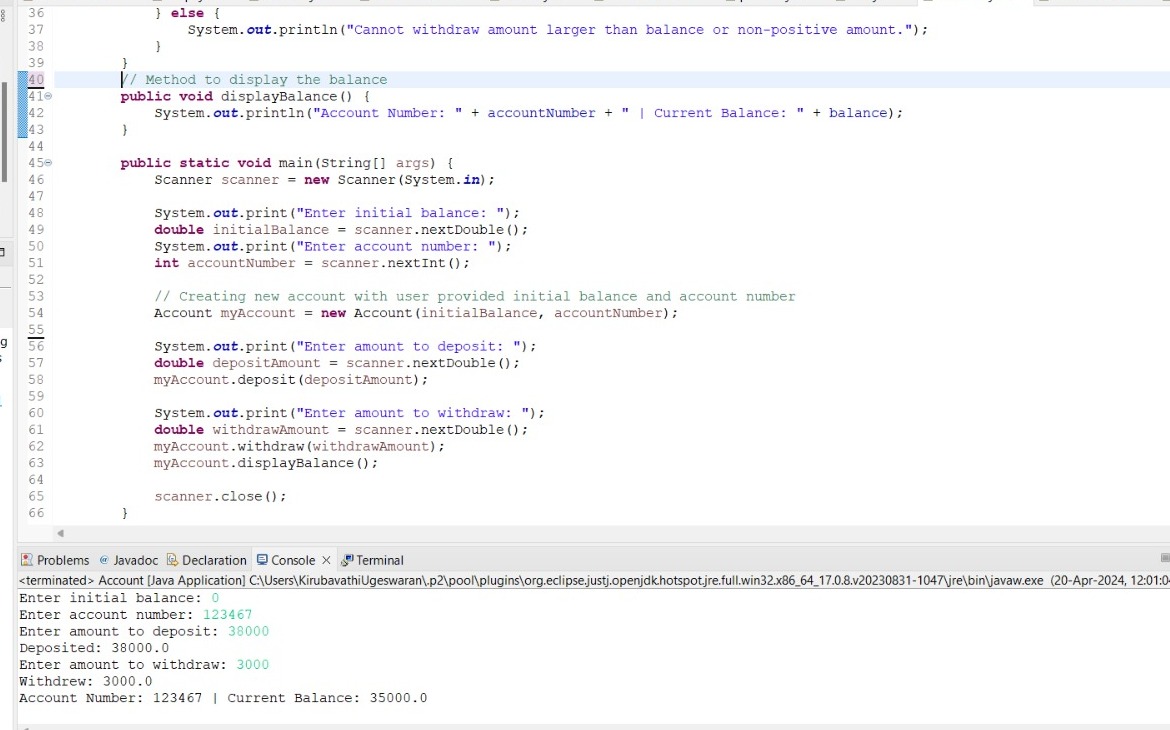 36 } else {
37 System.out.println("Cannot withdraw amount larger than balance or non-positive amount.");
38 }
39 }
40 // Method to display the balance
41 public void displayBalance() {
42 System.out.println("Account Number: " + accountNumber + " | Current Balance: " + balance);
43 }
44
45 public static void main(String[] args) {
46 Scanner scanner = new Scanner(System.in);
47
48 System.out.print("Enter initial balance: ");
49 double initialBalance = scanner.nextDouble();
50 System.out.print("Enter account number: ");
51 int accountNumber = scanner.nextInt();
52
53 // Creating new account with user provided initial balance and account number
54 Account myAccount = new Account(initialBalance, accountNumber);
55
56 System.out.print("Enter amount to deposit: ");
57 double depositAmount = scanner.nextDouble();
58 myAccount.deposit(depositAmount);
59
60 System.out.print("Enter amount to withdraw: ");
61 double withdrawAmount = scanner.nextDouble();
62 myAccount.withdraw(withdrawAmount);
63 myAccount.displayBalance();
64
65 scanner.close();
66 }
Problems @ Javadoc Declaration Console Terminal
<terminated> Account [Java Application] C:\Users\KirubavathiUgeswaran\.p2\pool\plugins\org.eclipse.justj.openjdk.hotspot.jre.full.win32.x86_64_17.0.8.v20230831-1047\jre\bin\javaw.exe (20-Apr-2024, 12:01:04
Enter initial balance: 0
Enter account number: 123467
Enter amount to deposit: 38000
Deposited: 38000.0
Enter amount to withdraw: 3000
Withdrew: 3000.0
Account Number: 123467 | Current Balance: 35000.0